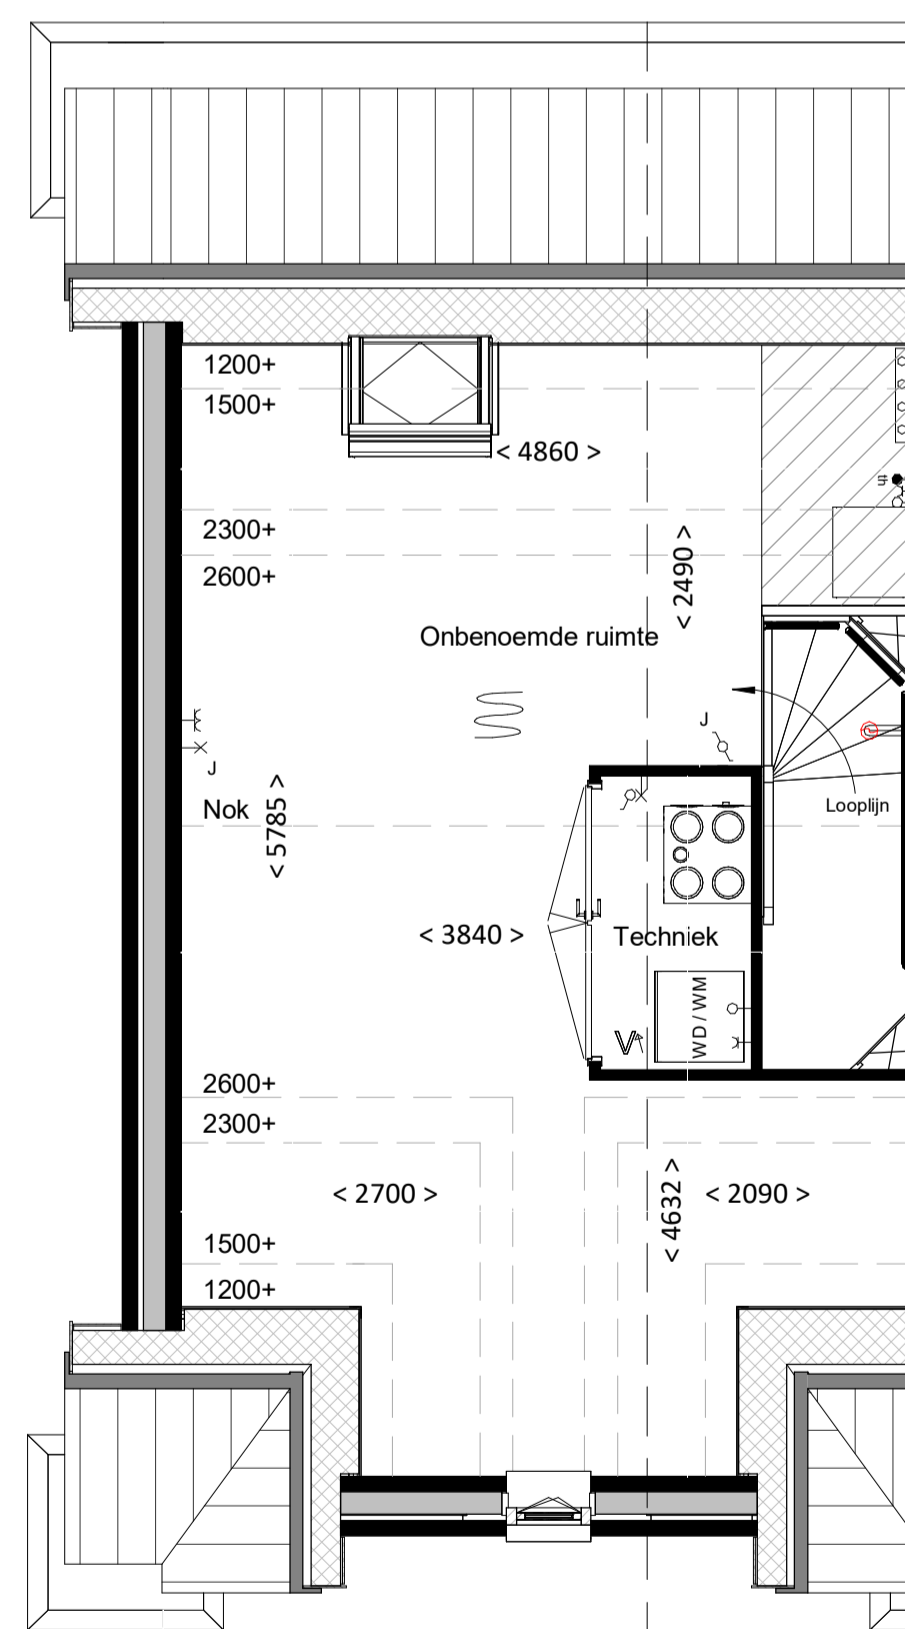 1200+
1500+
< 4860 >
th
2300+
2600+
< 2490 >
Onbenoemde ruimte
J
J
Nok
< 5785 >
Looplijn
< 3840 >
Techniek
WD / WM
V
2600+
2300+
< 2700 >
< 4632 >
< 2090 >
1500+
1200+